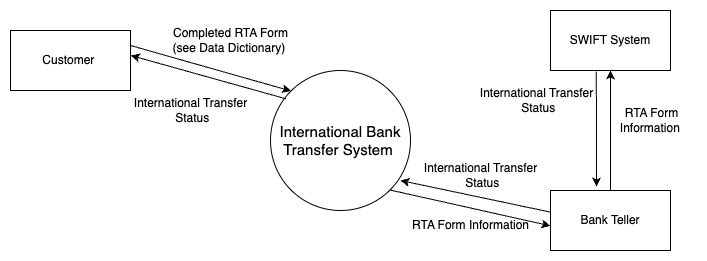 Customer
Completed RTA Form
(see Data Dictionary)
International Transfer
Status
International Bank
Transfer System
SWIFT System
International Transfer
Status
RTA Form
Information
International Transfer
Status
RTA Form Information
Bank Teller